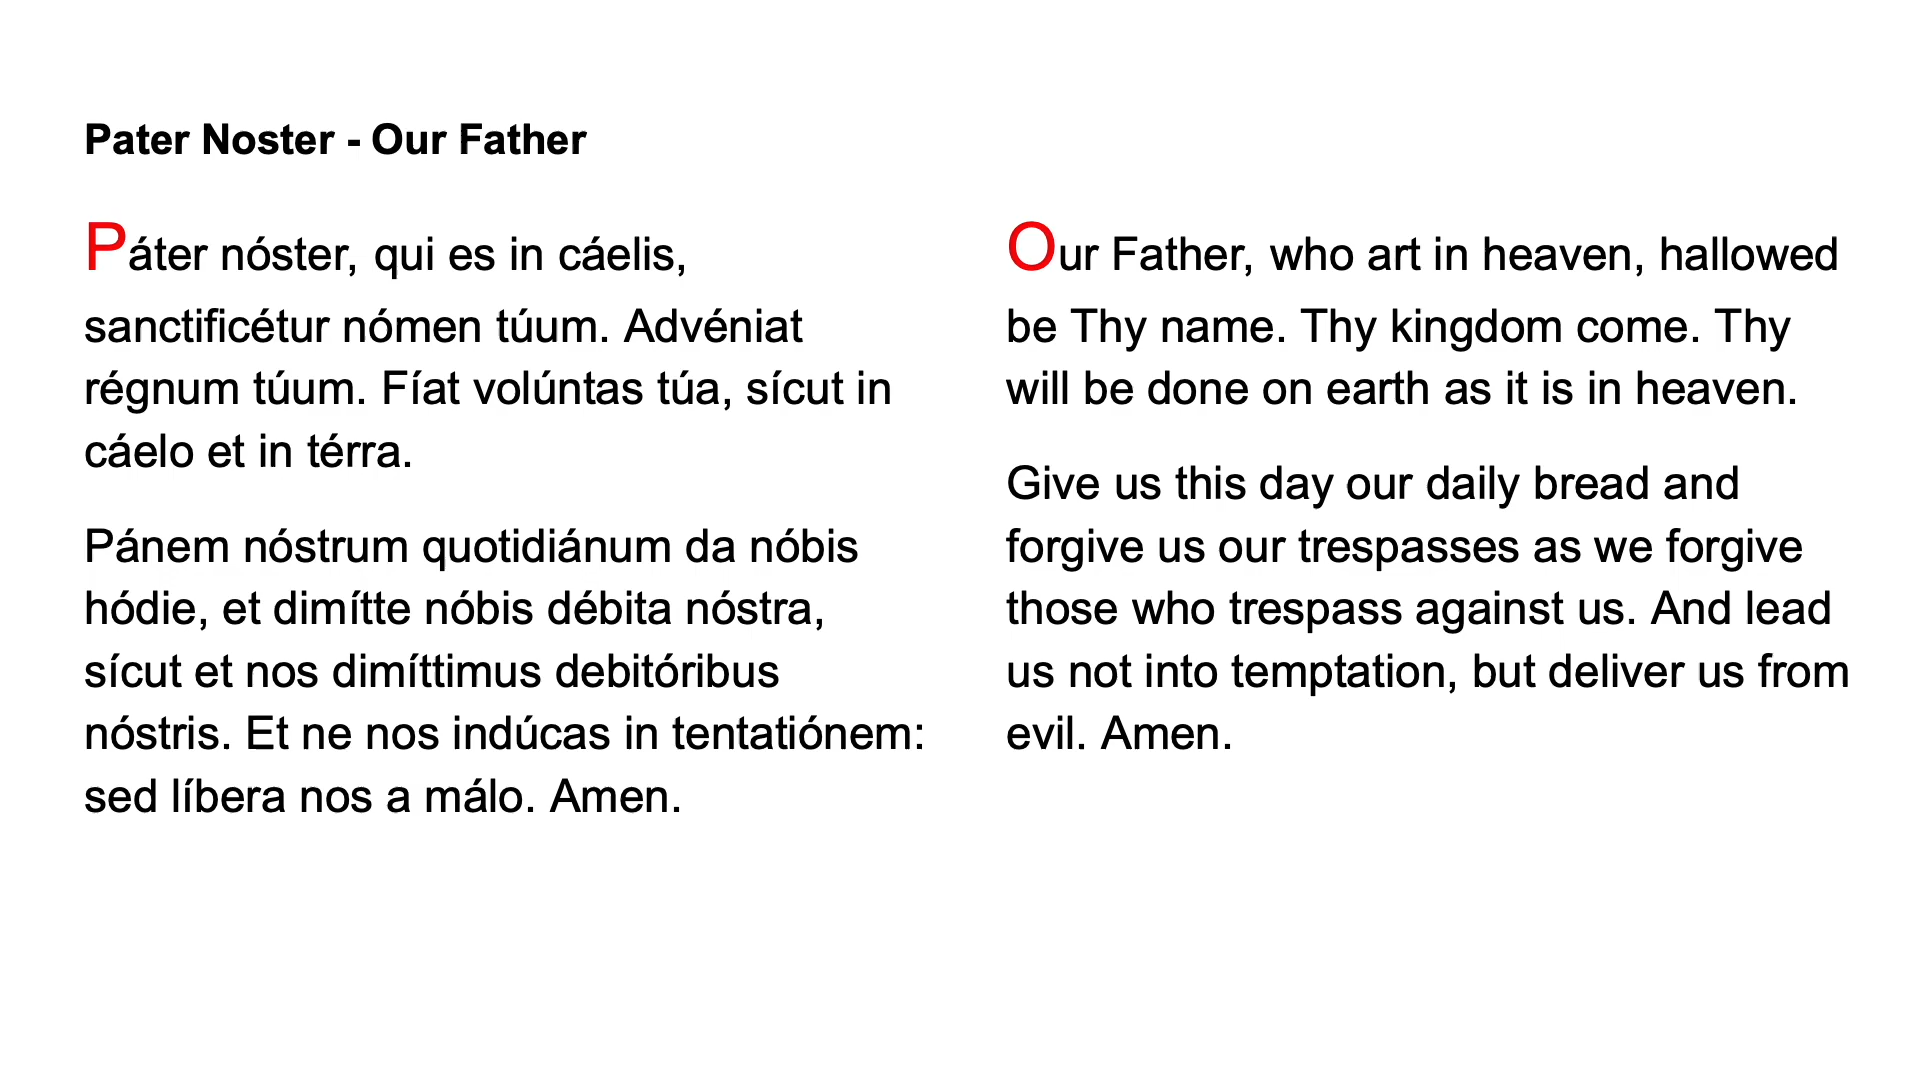 Pater Noster - Our Father
Páter nóster, qui es in cáelis,
sanctificétur nómen túum. Advéniat
régnum túum. Fíat volúntas túa, sícut in
cáelo et in térra.
Pánem nóstrum quotidiánum da nóbis
hódie, et dimítte nóbis débita nóstra,
sícut et nos dimíttimus debitóribus
nóstris. Et ne nos indúcas in tentatiónem:
sed líbera nos a málo. Amen.
Our Father, who art in heaven, hallowed
be Thy name. Thy kingdom come. Thy
will be done on earth as it is in heaven.
Give us this day our daily bread and
forgive us our trespasses as we forgive
those who trespass against us. And lead
us not into temptation, but deliver us from
evil. Amen.